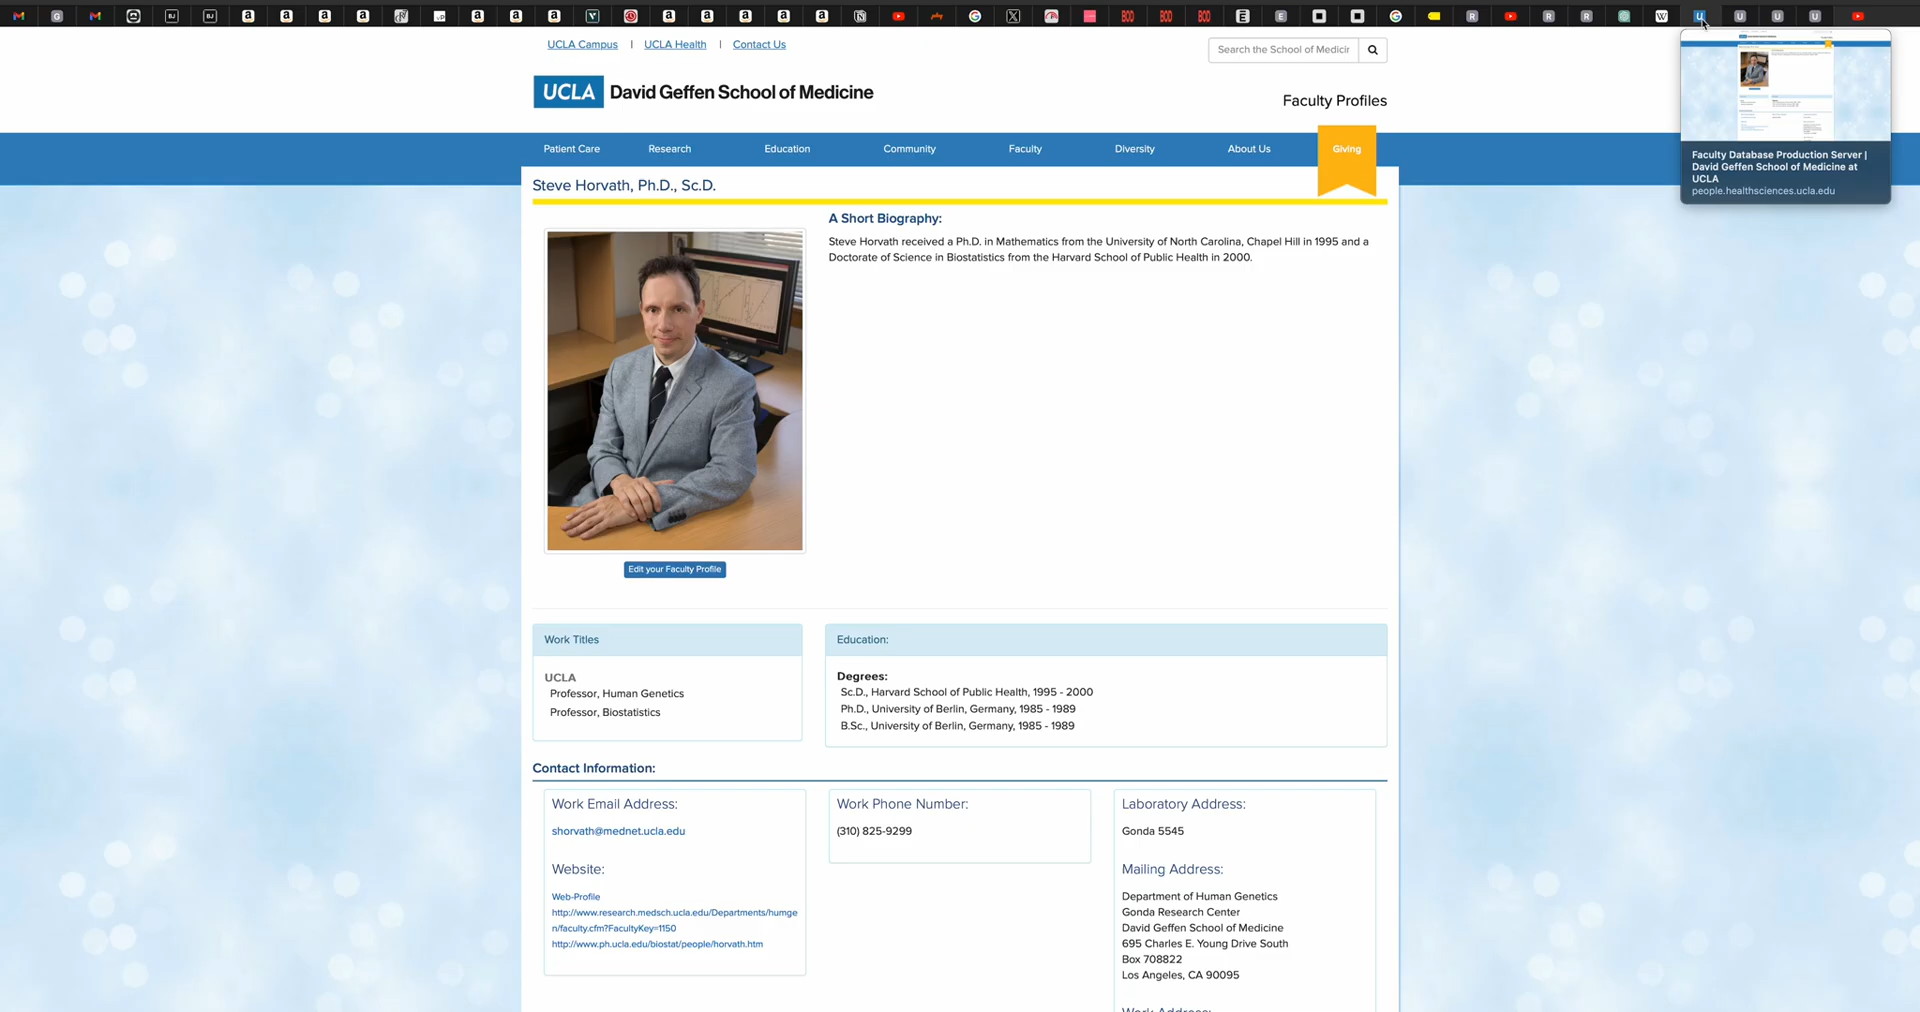 UCLA Campus | UCLA Health | Contact Us
Search the School of Medicir
UCLA David Geffen School of Medicine
Faculty Profiles
Patient Care Research Education Community Faculty Diversity About Us Giving
Faculty Database Production Server |
David Geffen School of Medicine at
UCLA
people.healthsciences.ucla.edu
Steve Horvath, Ph.D., Sc.D.
A Short Biography:
Steve Horvath received a Ph.D. in Mathematics from the University of North Carolina, Chapel Hill in 1995 and a
Doctorate of Science in Biostatistics from the Harvard School of Public Health in 2000.
Edit your Faculty Profile
Work Titles
UCLA
Professor, Human Genetics
Professor, Biostatistics
Education:
Degrees:
Sc.D., Harvard School of Public Health, 1995 - 2000
Ph.D., University of Berlin, Germany, 1985 - 1989
B.Sc., University of Berlin, Germany, 1985 - 1989
Contact Information:
Work Email Address:
shorvath@mednet.ucla.edu
Website:
Web-Profile
http://www.research.medsch.ucla.edu/Departments/humge
n/faculty.cfm?FacultyKey=1150
http://www.ph.ucla.edu/biostat/people/horvath.htm
Work Phone Number:
(310) 825-9299
Laboratory Address:
Gonda 5545
Mailing Address:
Department of Human Genetics
Gonda Research Center
David Geffen School of Medicine
695 Charles E. Young Drive South
Box 708822
Los Angeles, CA 90095
Work Address: